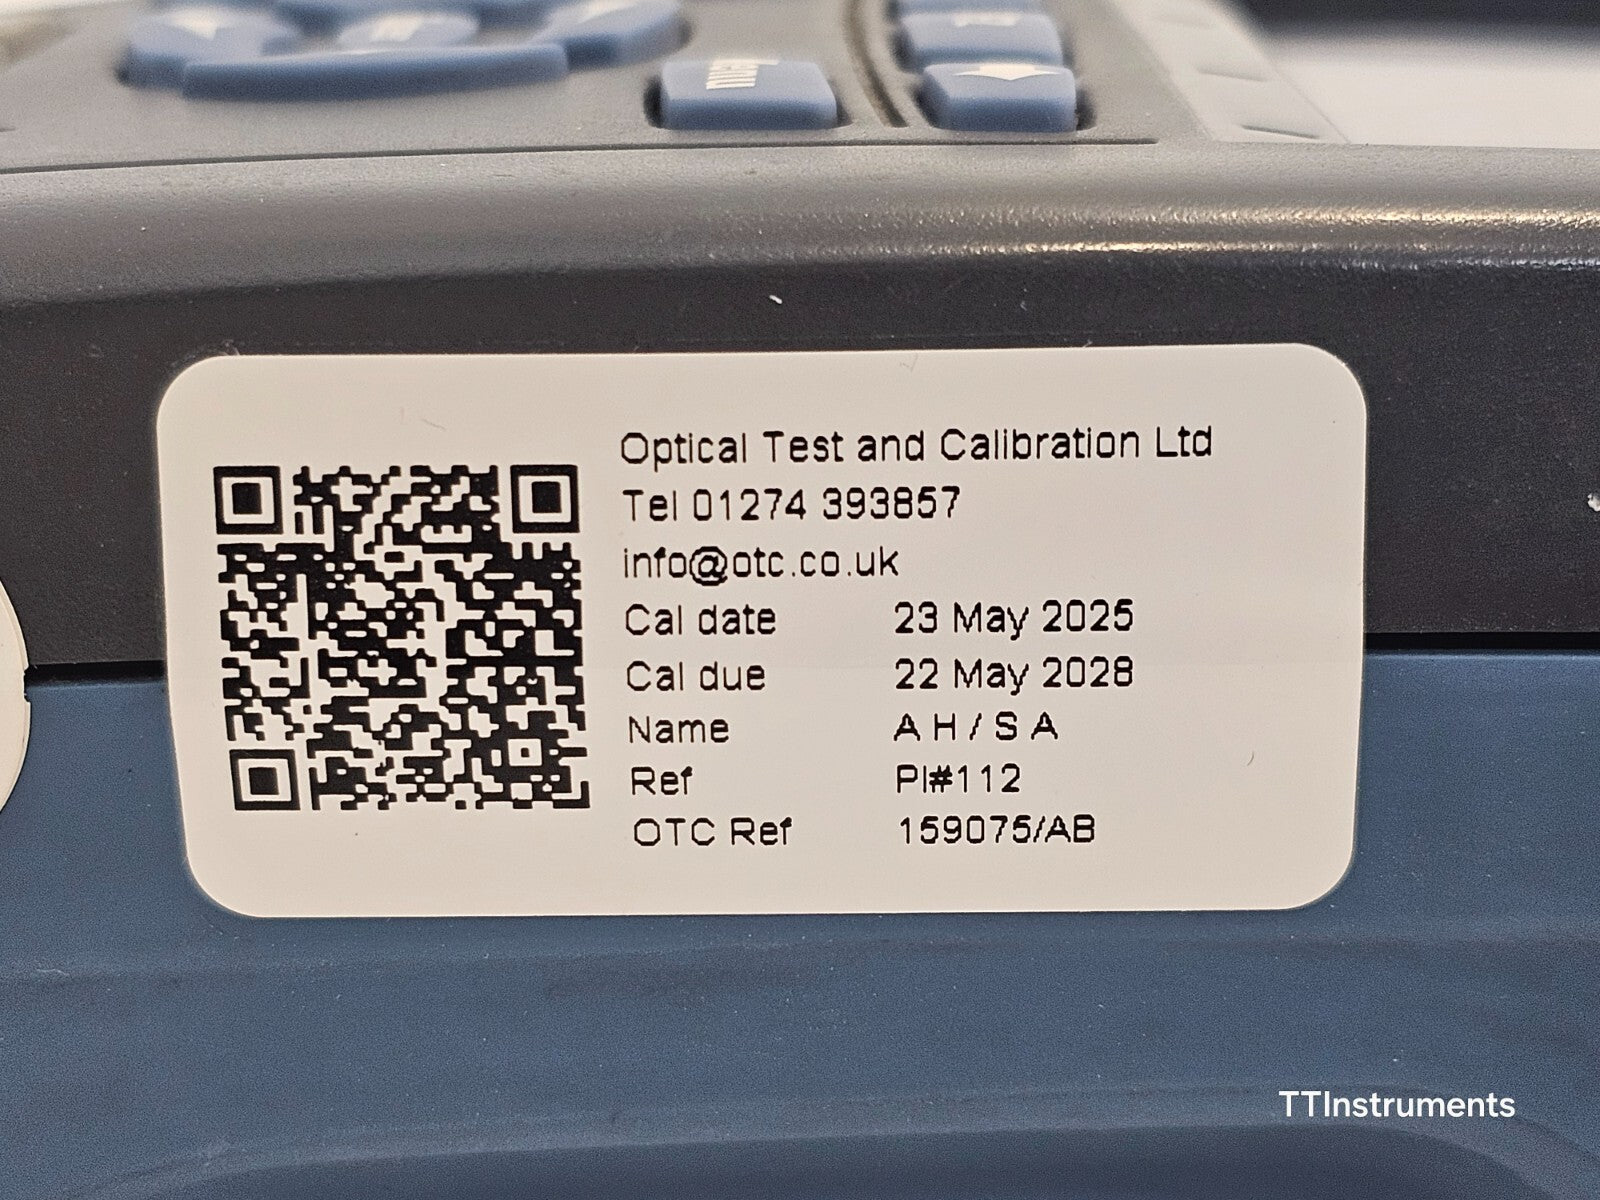 Optical Test and Calibration Ltd
Tel 01274 393857
info@otc.co.uk
Cal date 23 May 2025
Cal due 22 May 2028
Name A H / S A
Ref PI#112
OTC Ref 159075/AB
TTInstruments